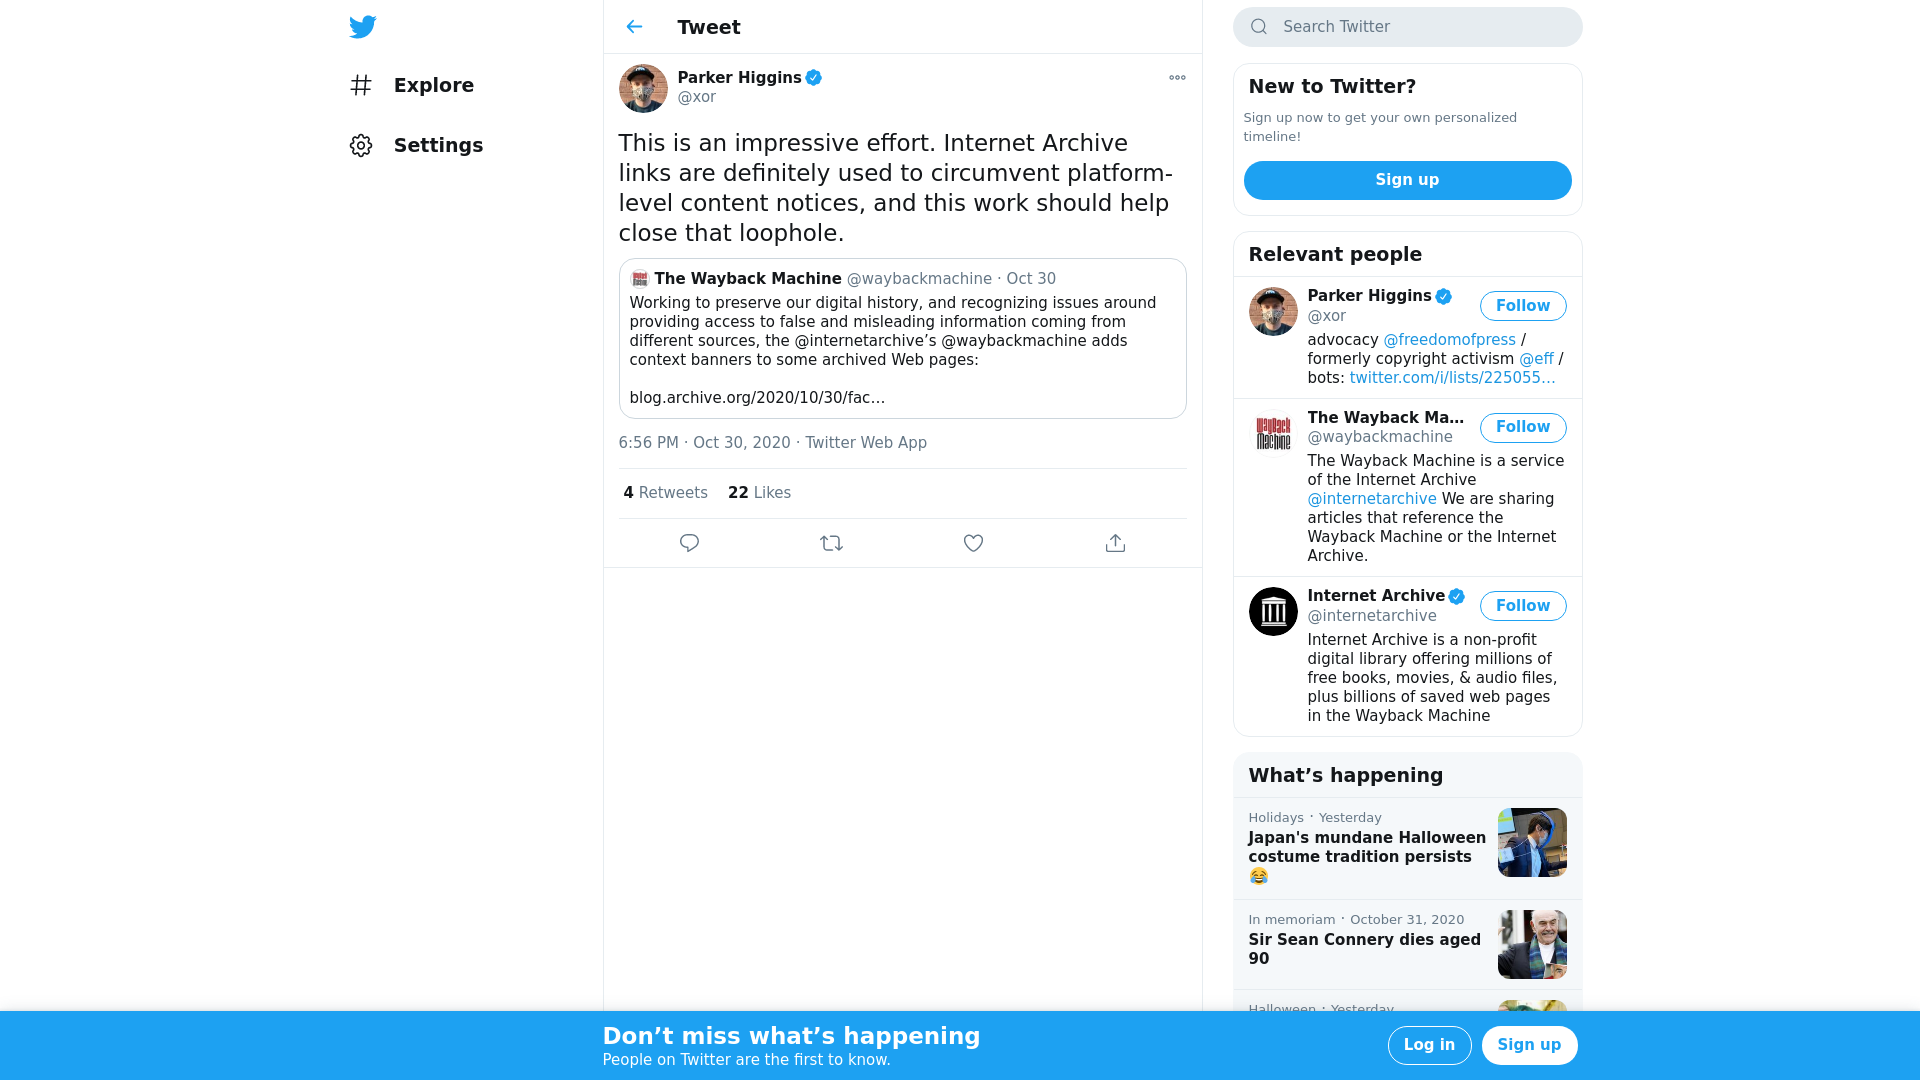 Explore
Settings
Tweet
Parker Higgins
@xor
This is an impressive effort. Internet Archive
links are definitely used to circumvent platform-
level content notices, and this work should help
close that loophole.
The Wayback Machine @waybackmachine · Oct 30
Working to preserve our digital history, and recognizing issues around
providing access to false and misleading information coming from
different sources, the @internetarchive’s @waybackmachine adds
context banners to some archived Web pages:
blog.archive.org/2020/10/30/fac…
6:56 PM · Oct 30, 2020 · Twitter Web App
4 Retweets 22 Likes
Search Twitter
New to Twitter?
Sign up now to get your own personalized
timeline!
Sign up
Relevant people
Parker Higgins
@xor
Follow
advocacy @freedomofpress /
formerly copyright activism @eff /
bots: twitter.com/i/lists/225055…
The Wayback Ma…
@waybackmachine
Follow
Wayback
Machine
The Wayback Machine is a service
of the Internet Archive
@internetarchive We are sharing
articles that reference the
Wayback Machine or the Internet
Archive.
Internet Archive
@internetarchive
Follow
Internet Archive is a non-profit
digital library offering millions of
free books, movies, & audio files,
plus billions of saved web pages
in the Wayback Machine
What’s happening
Holidays · Yesterday
Japan's mundane Halloween
costume tradition persists
😂
In memoriam · October 31, 2020
Sir Sean Connery dies aged
90
Halloween · Yesterday
Don’t miss what’s happening
People on Twitter are the first to know.
Log in
Sign up